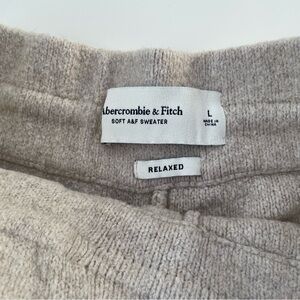 Abercrombie & Fitch
SOFT A&F SWEATER
L
MADE IN
CHINA
RELAXED